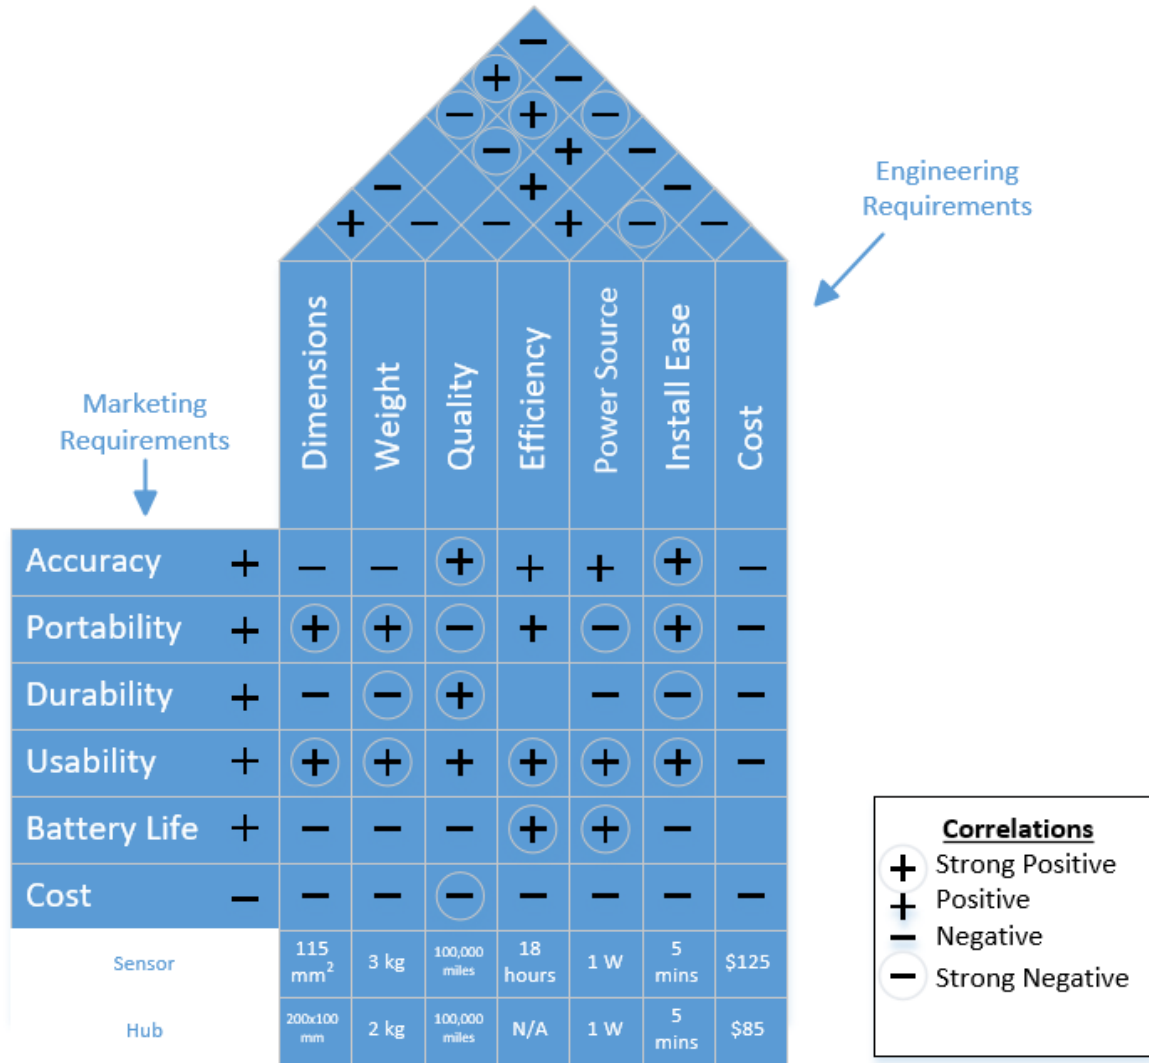 Engineering
Requirements
Marketing
Requirements
Dimensions
Weight
Quality
Efficiency
Power Source
Install Ease
Cost
Accuracy + − − + + + + −
Portability + + + − + − + −
Durability + − − + − − −
Usability + + + + + + + −
Battery Life + − − − + + −
Cost − − − − − − − −
Sensor 115 mm² 3 kg 100,000 miles 18 hours 1 W 5 mins $125
Hub 200x100 mm 2 kg 100,000 miles N/A 1 W 5 mins $85
Correlations
+ Strong Positive
+ Positive
− Negative
− Strong Negative